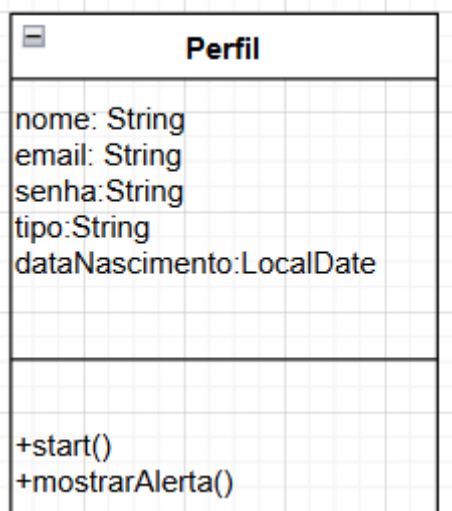 Perfil
nome: String
email: String
senha:String
tipo:String
dataNascimento:LocalDate
+start()
+mostrarAlerta()